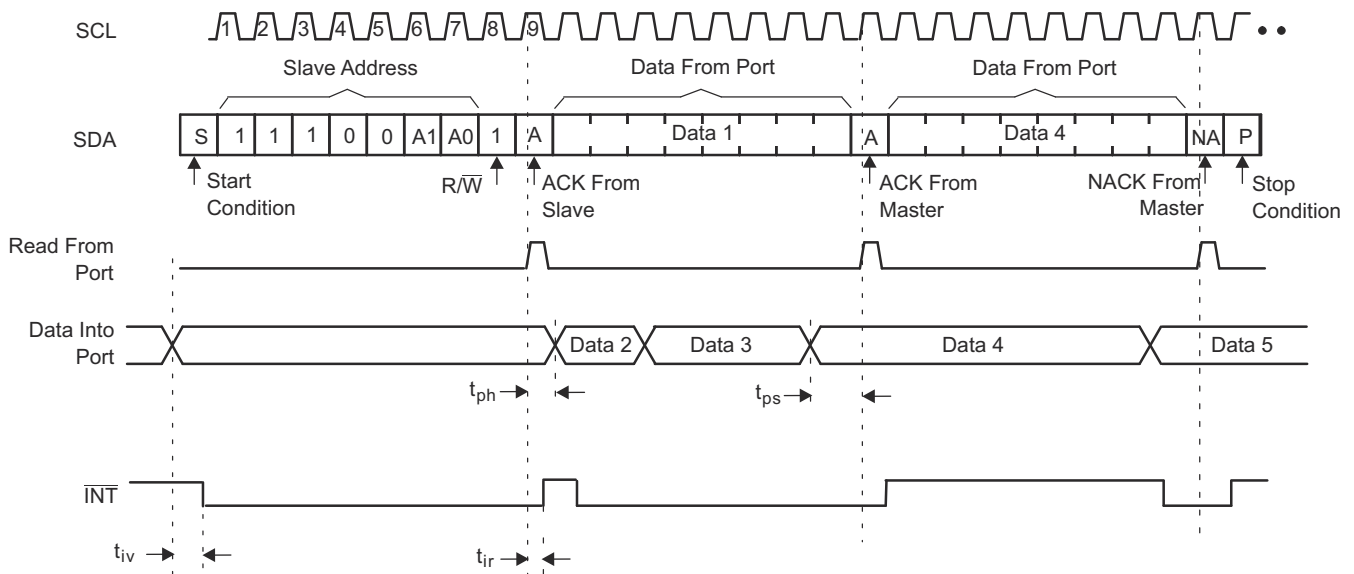 SCL
1 2 3 4 5 6 7 8 9
Slave Address Data From Port Data From Port
SDA S 1 1 1 0 0 A1 A0 1 A Data 1 A Data 4 NA P
Start Condition
R/W̅
ACK From Slave
ACK From Master
NACK From Master
Stop Condition
Read From Port
Data Into Port
Data 2 Data 3 Data 4 Data 5
tph tps
I̅N̅T̅
tiv tir